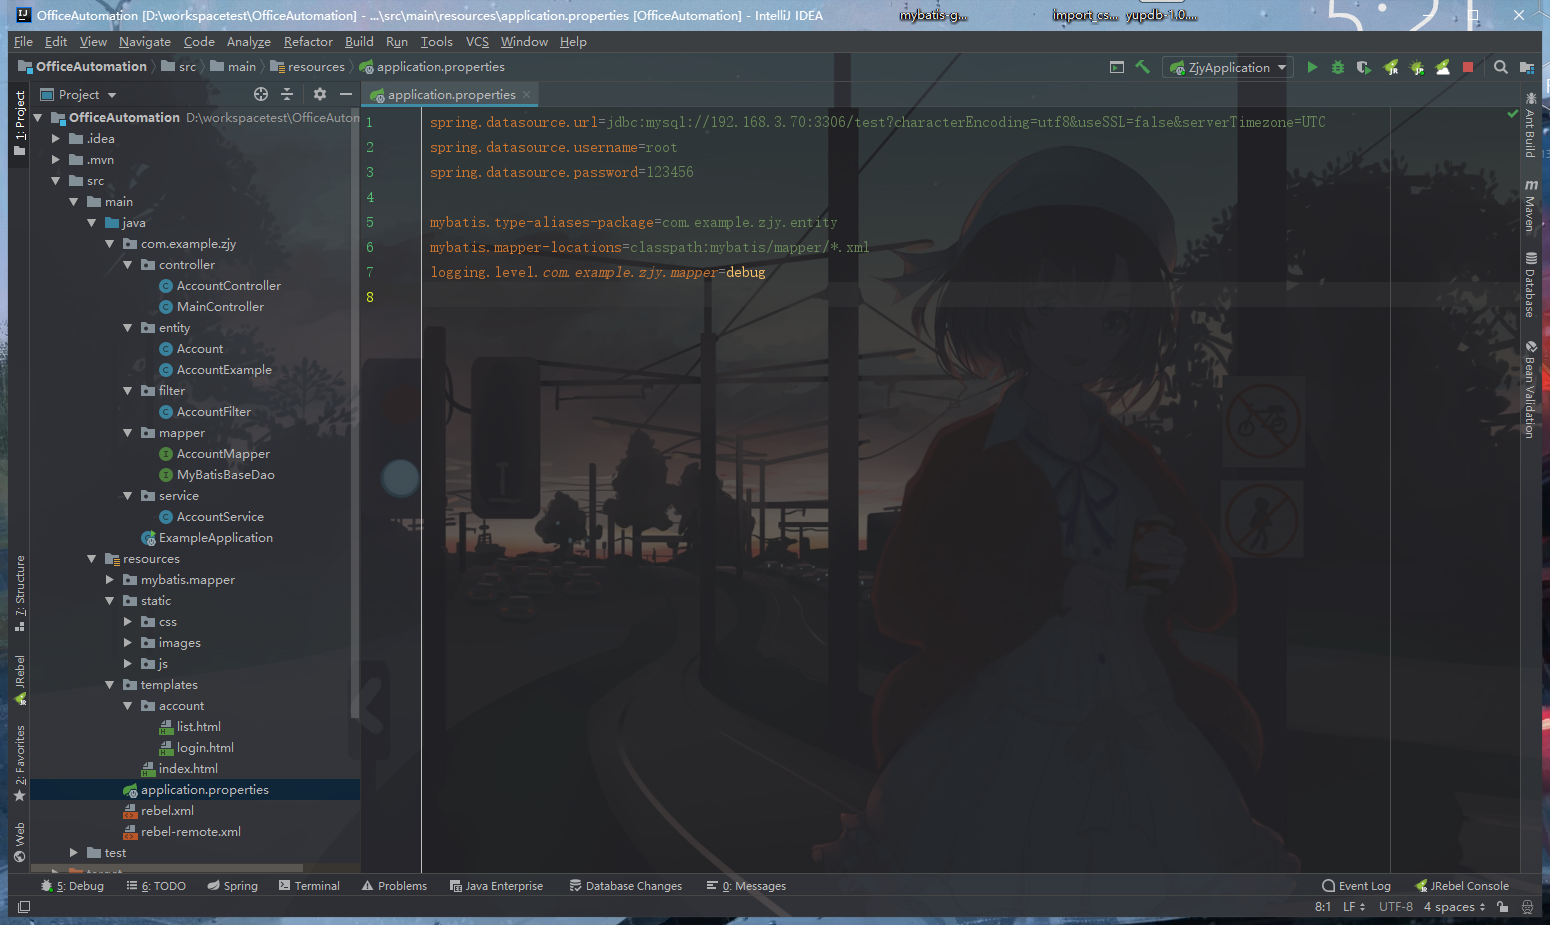 OfficeAutomation [D:\workspacetest\OfficeAutomation] - ...\src\main\resources\application.properties [OfficeAutomation] - IntelliJ IDEA
mybatis-g... import_cs... yupdb-1.0....
File Edit View Navigate Code Analyze Refactor Build Run Tools VCS Window Help
OfficeAutomation src main resources application.properties
ZjyApplication
Project
application.properties
1: Project
OfficeAutomation D:\workspacetest\OfficeAutom
.idea
.mvn
src
main
java
com.example.zjy
controller
AccountController
MainController
entity
Account
AccountExample
filter
AccountFilter
mapper
AccountMapper
MyBatisBaseDao
service
AccountService
ExampleApplication
resources
mybatis.mapper
static
css
images
js
templates
account
list.html
login.html
index.html
application.properties
rebel.xml
rebel-remote.xml
test
target
1 spring.datasource.url=jdbc:mysql://192.168.3.70:3306/test?characterEncoding=utf8&useSSL=false&serverTimezone=UTC
2 spring.datasource.username=root
3 spring.datasource.password=123456
4
5 mybatis.type-aliases-package=com.example.zjy.entity
6 mybatis.mapper-locations=classpath:mybatis/mapper/*.xml
7 logging.level.com.example.zjy.mapper=debug
8
Ant Build
Maven
Database
Bean Validation
7: Structure
JRebel
2: Favorites
Web
5: Debug 6: TODO Spring Terminal Problems Java Enterprise Database Changes 0: Messages Event Log JRebel Console
8:1 LF UTF-8 4 spaces